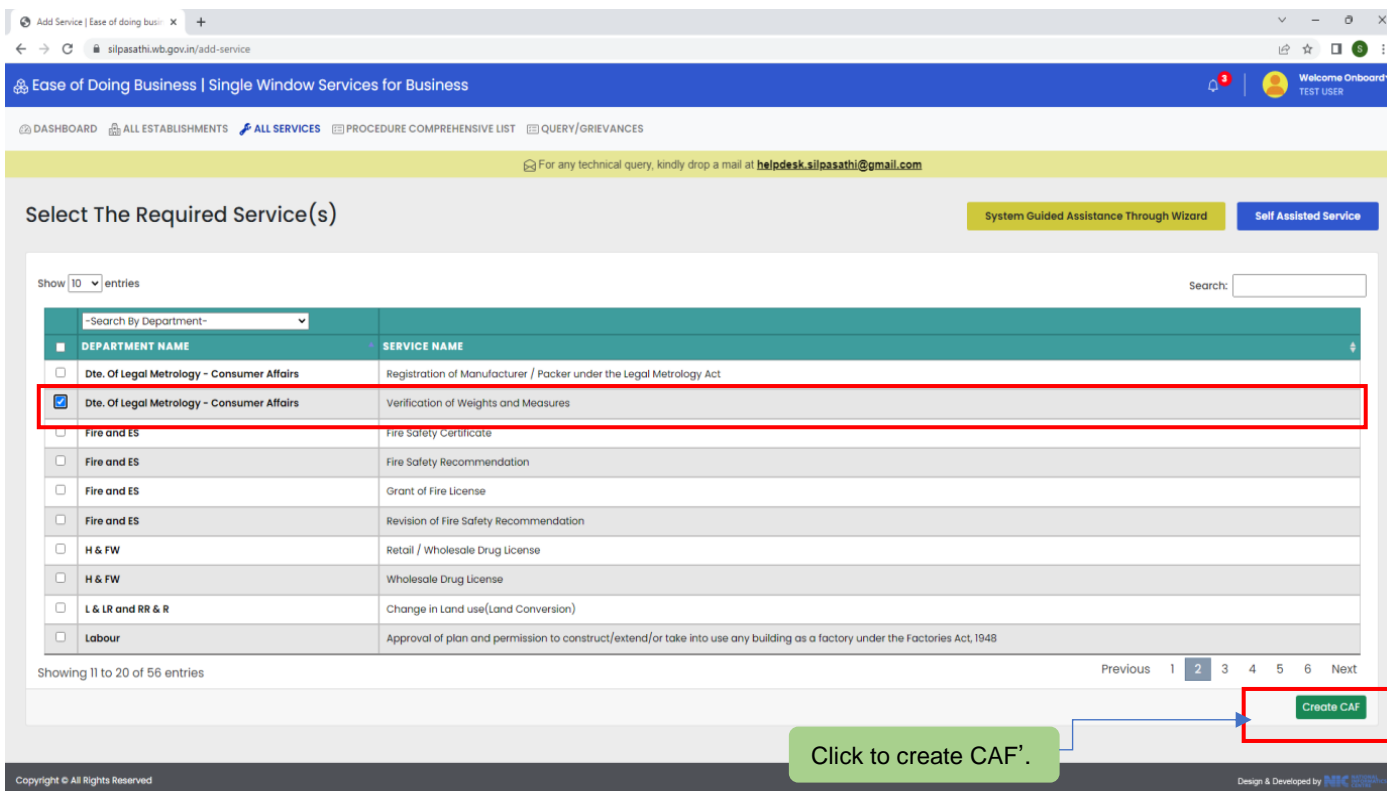 Add Service | Ease of doing busin
silpasathi.wb.gov.in/add-service
S
Ease of Doing Business | Single Window Services for Business
3
Welcome Onboard
TEST USER
DASHBOARD ALL ESTABLISHMENTS ALL SERVICES PROCEDURE COMPREHENSIVE LIST QUERY/GRIEVANCES
For any technical query, kindly drop a mail at helpdesk.silpasathi@gmail.com
Select The Required Service(s)
System Guided Assistance Through Wizard
Self Assisted Service
Show 10 entries
Search:
-Search By Department-
DEPARTMENT NAME SERVICE NAME
Dte. Of Legal Metrology - Consumer Affairs Registration of Manufacturer / Packer under the Legal Metrology Act
Dte. Of Legal Metrology - Consumer Affairs Verification of Weights and Measures
Fire and ES Fire Safety Certificate
Fire and ES Fire Safety Recommendation
Fire and ES Grant of Fire License
Fire and ES Revision of Fire Safety Recommendation
H & FW Retail / Wholesale Drug License
H & FW Wholesale Drug License
L & LR and RR & R Change in Land use(Land Conversion)
Labour Approval of plan and permission to construct/extend/or take into use any building as a factory under the Factories Act, 1948
Showing 11 to 20 of 56 entries
Previous 1 2 3 4 5 6 Next
Create CAF
Click to create CAF’.
Copyright © All Rights Reserved
Design & Developed by NIC